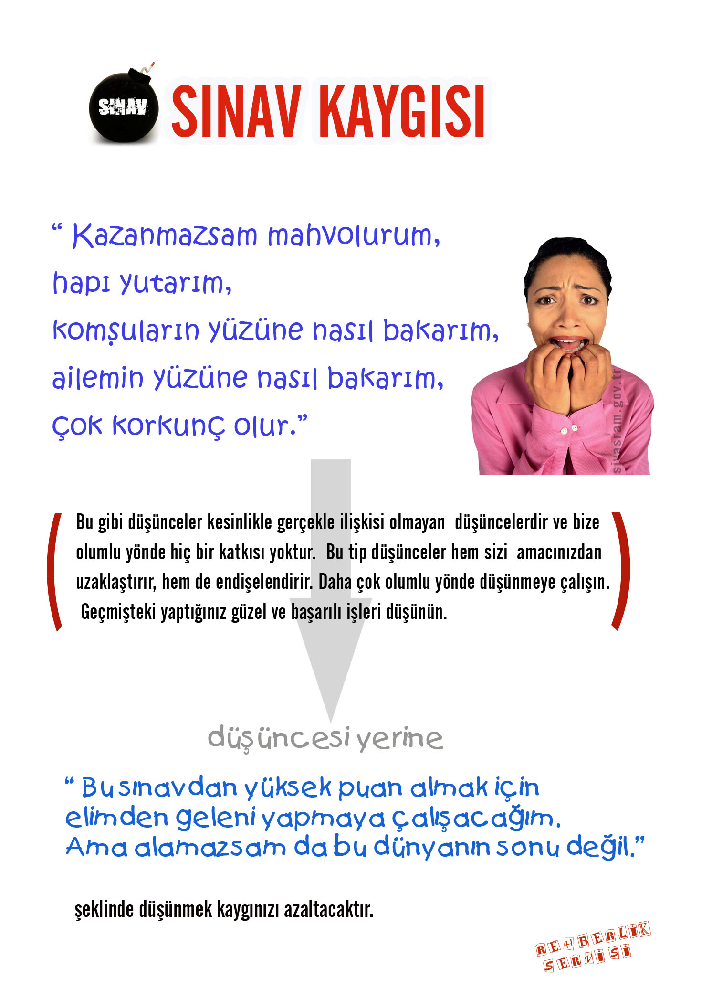 SINAV
SINAV KAYGISI
“ Kazanmazsam mahvolurum,
hapı yutarım,
komşuların yüzüne nasıl bakarım,
ailemin yüzüne nasıl bakarım,
çok korkunç olur.”
sivasram.gov.tr
( Bu gibi düşünceler kesinlikle gerçekle ilişkisi olmayan düşüncelerdir ve bize
olumlu yönde hiç bir katkısı yoktur. Bu tip düşünceler hem sizi amacınızdan
uzaklaştırır, hem de endişelendirir. Daha çok olumlu yönde düşünmeye çalışın.
Geçmişteki yaptığınız güzel ve başarılı işleri düşünün. )
düşüncesi yerine
“ Bu sınavdan yüksek puan almak için
elimden geleni yapmaya çalışacağım.
Ama alamazsam da bu dünyanın sonu değil.”
şeklinde düşünmek kaygınızı azaltacaktır.
REHBERLİK
SERVİSİ